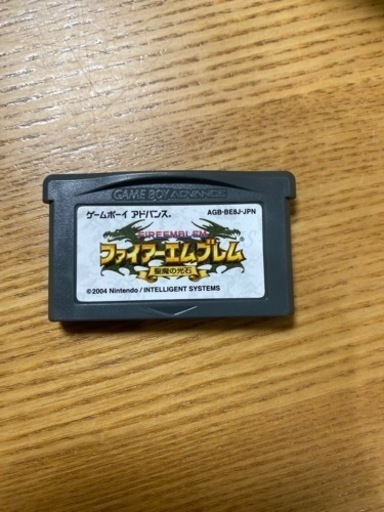 GAME BOY ADVANCE
ゲームボーイ アドバンス® AGB-BE8J-JPN
FIRE EMBLEM
ファイアーエムブレム
聖魔の光石
©2004 Nintendo/INTELLIGENT SYSTEMS